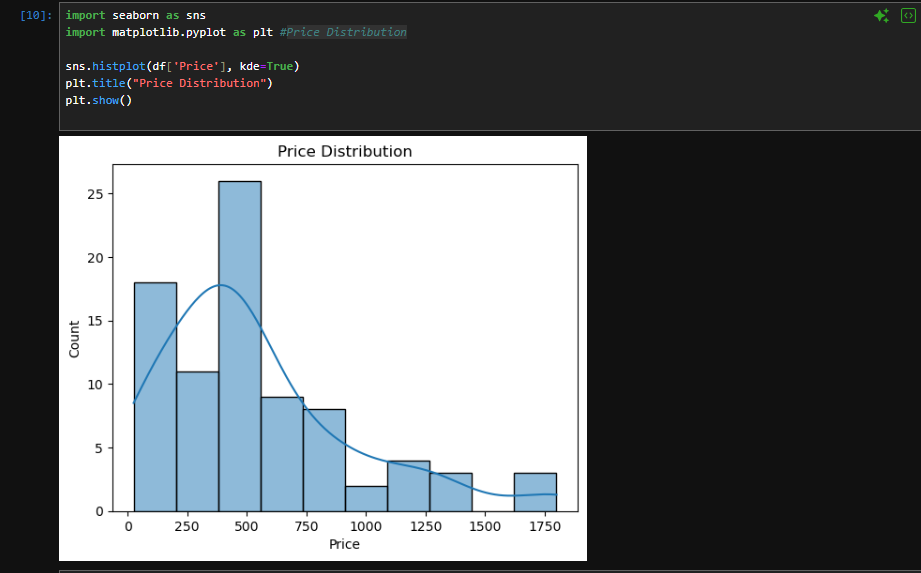 [10]:
import seaborn as sns
import matplotlib.pyplot as plt #Price Distribution
sns.histplot(df['Price'], kde=True)
plt.title("Price Distribution")
plt.show()
Price Distribution
25
20
15
10
5
0
Count
0 250 500 750 1000 1250 1500 1750
Price